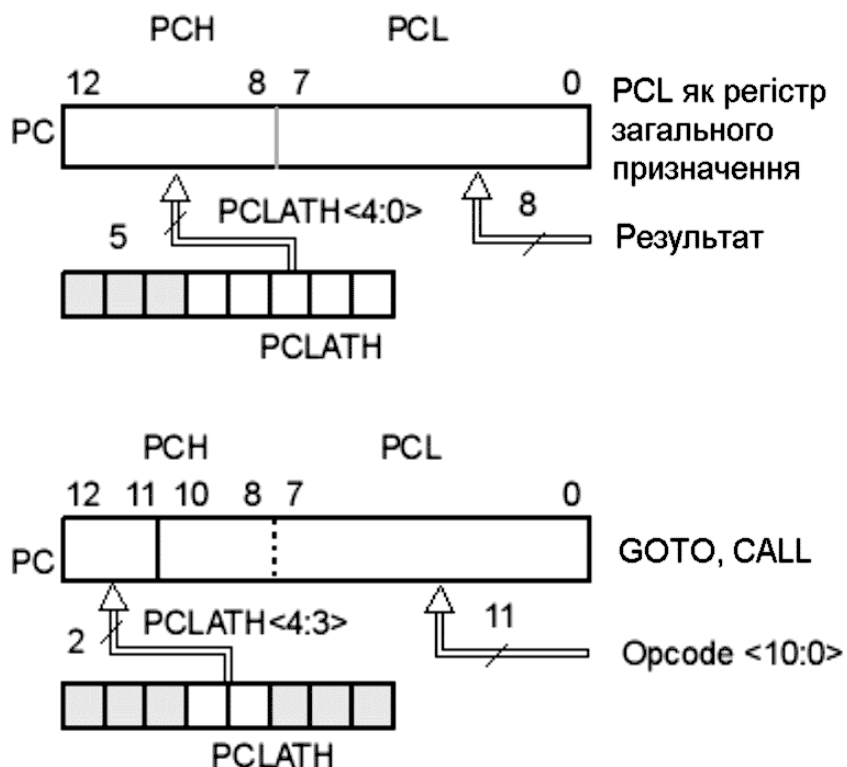 PCH PCL
12 8 7 0
PC
PCL як регістр
загального
призначення
PCLATH<4:0>
5
8
Результат
PCLATH
PCH PCL
12 11 10 8 7 0
PC
GOTO, CALL
2
PCLATH<4:3>
11
Opcode <10:0>
PCLATH